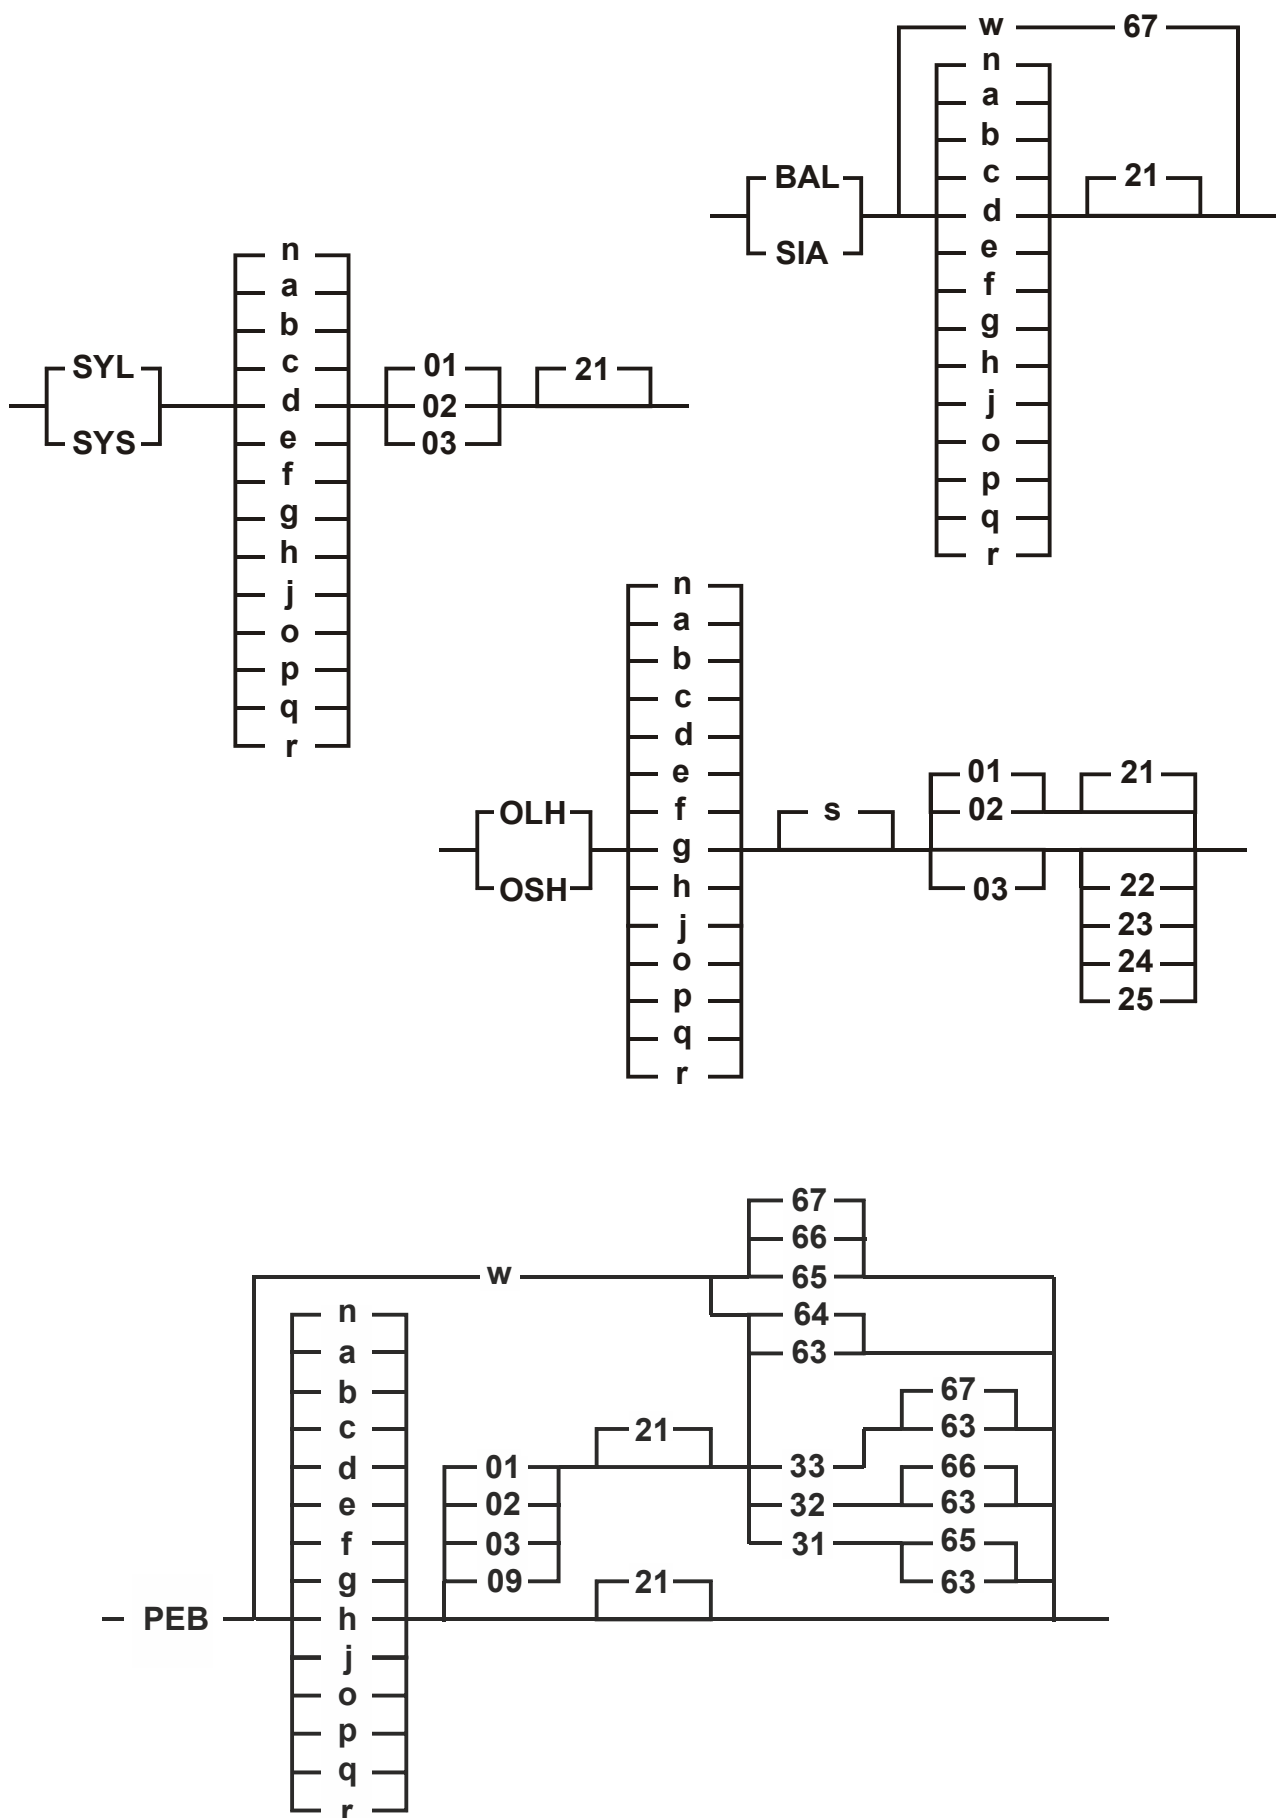 w 67
n
a
b
c
d
e
f
g
h
j
o
p
q
r
BAL
SIA
21
SYL
SYS
n
a
b
c
d
e
f
g
h
j
o
p
q
r
01
02
03
21
OLH
OSH
n
a
b
c
d
e
f
g
h
j
o
p
q
r
s
01
02
03
21
22
23
24
25
PEB
w
n
a
b
c
d
e
f
g
h
j
o
p
q
r
01
02
03
09
21
21
67
66
65
64
63
33
32
31
67
63
66
63
65
63